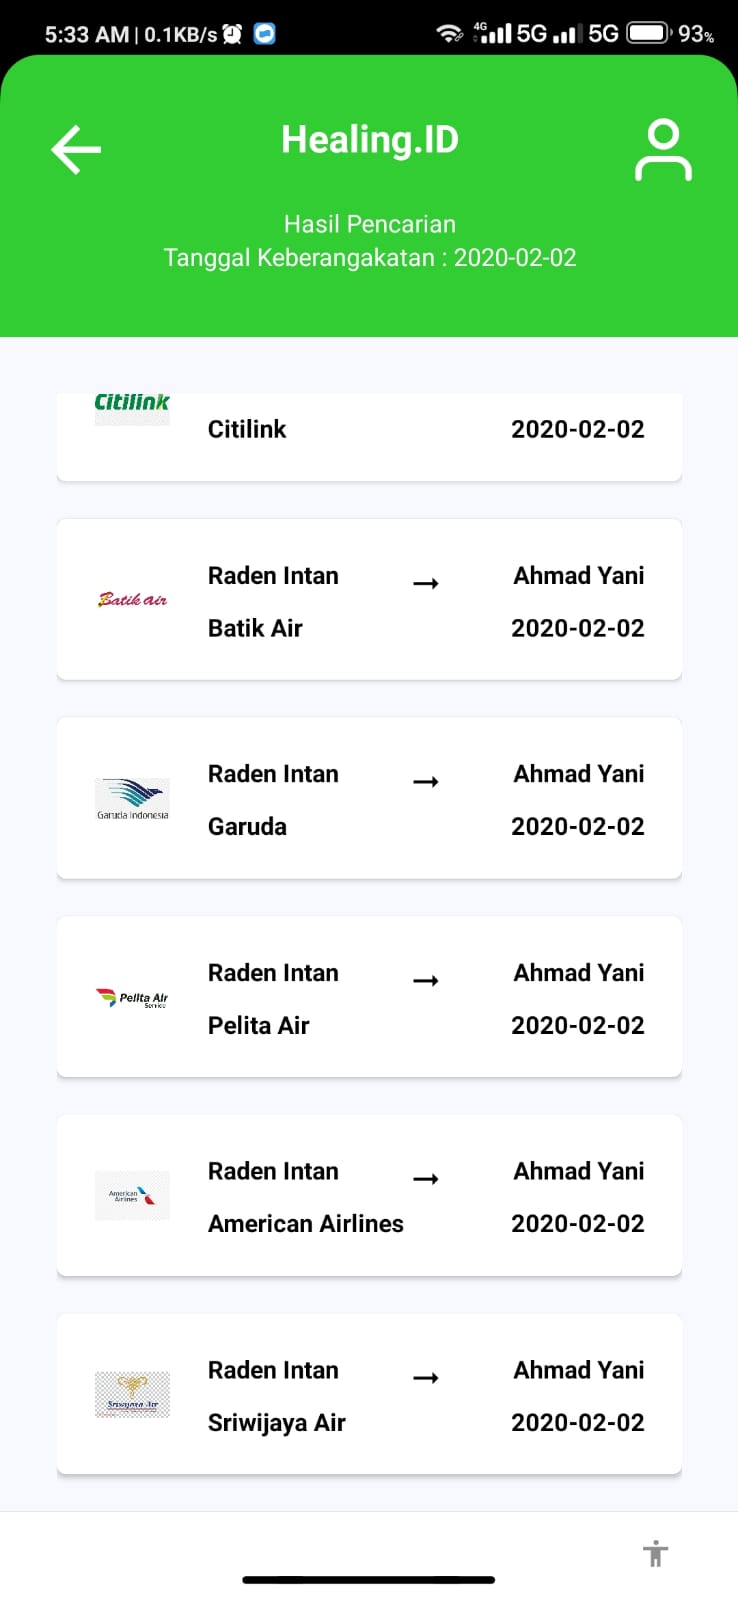 5:33 AM | 0.1KB/s 4G 5G 5G 93%
Healing.ID
Hasil Pencarian
Tanggal Keberangakatan : 2020-02-02
Citilink
Citilink 2020-02-02
Raden Intan → Ahmad Yani
Batik Air
Batik Air 2020-02-02
Raden Intan → Ahmad Yani
Garuda Indonesia
Garuda 2020-02-02
Raden Intan → Ahmad Yani
Pelita Air
Service
Pelita Air 2020-02-02
Raden Intan → Ahmad Yani
American
Airlines
American Airlines 2020-02-02
Raden Intan → Ahmad Yani
Sriwijaya Air
Sriwijaya Air 2020-02-02